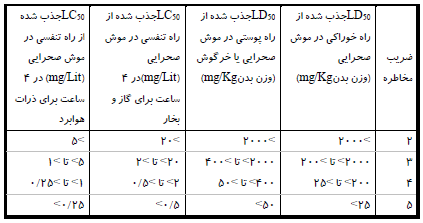 ضریب مخاطره
LD50جذب شده از راه خوراکی در موش صحرایی (وزن بدنmg/Kg)
LD50جذب شده از راه پوستی در موش صحرایی یا خرگوش (وزن بدنmg/Kg)
LC50جذب شده از راه تنفسی در موش صحرایی (mg/Lit)در ۴ ساعت برای گاز و بخار
LC50جذب شده از راه تنفسی در موش صحرایی (mg/Lit) در ۴ ساعت برای ذرات هوابرد
۲ >۲۰۰۰ >۲۰۰۰ >۲۰ >۵
۳ >۲۰۰۰ تا >۲۰۰ >۲۰۰۰ تا >۴۰۰ >۲۰ تا >۲ >۵ تا >۱
۴ >۲۰۰ تا >۲۵ >۴۰۰ تا >۵۰ >۲ تا >۰/۵ >۱ تا >۰/۲۵
۵ <۲۵ <۵۰ <۰/۵ <۰/۲۵